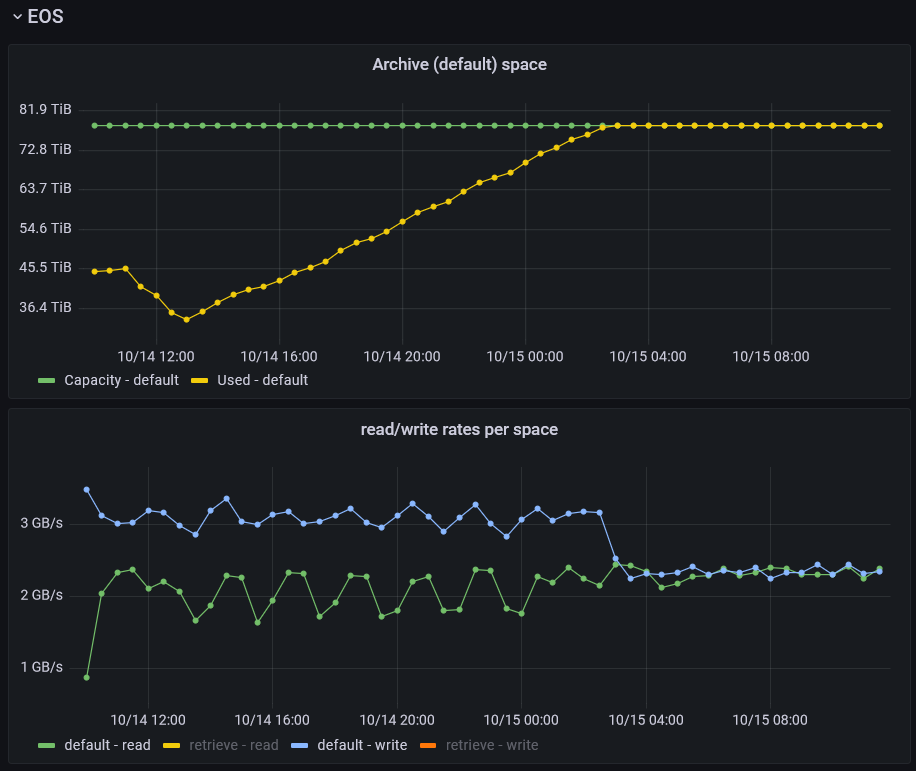 EOS
Archive (default) space
81.9 TiB
72.8 TiB
63.7 TiB
54.6 TiB
45.5 TiB
36.4 TiB
10/14 12:00 10/14 16:00 10/14 20:00 10/15 00:00 10/15 04:00 10/15 08:00
Capacity - default Used - default
read/write rates per space
3 GB/s
2 GB/s
1 GB/s
10/14 12:00 10/14 16:00 10/14 20:00 10/15 00:00 10/15 04:00 10/15 08:00
default - read retrieve - read default - write retrieve - write